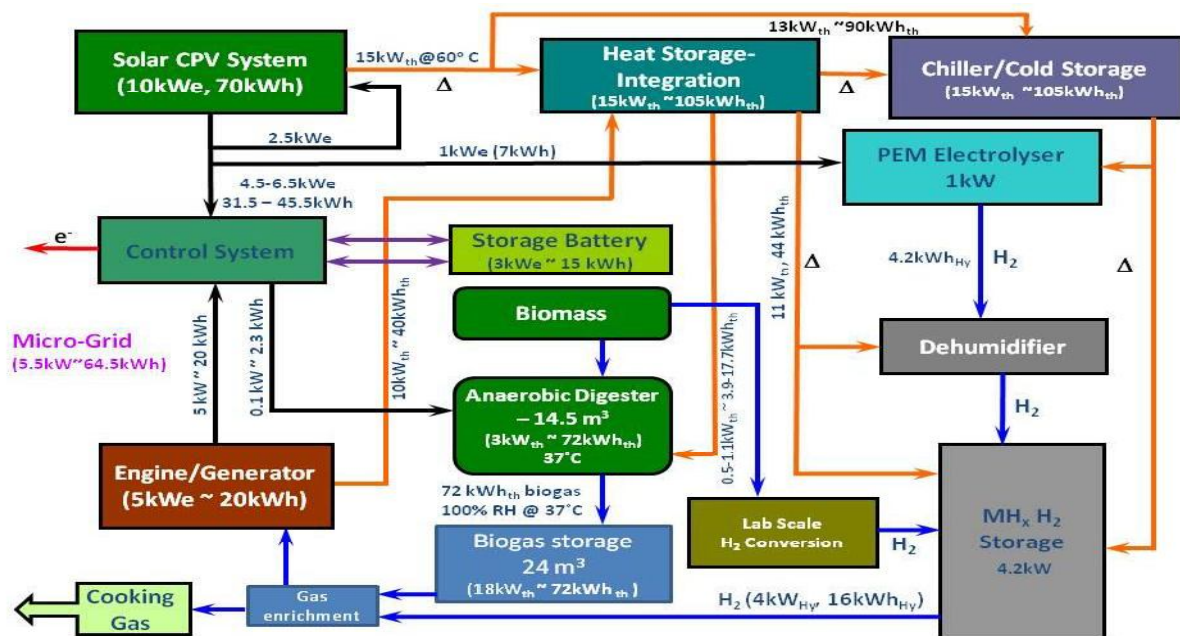 Solar CPV System
(10kWe, 70kWh)
15kWth@60° C
Δ
13kWth ~90kWhth
Heat Storage-
Integration
(15kWth ~105kWhth)
Δ
Chiller/Cold Storage
(15kWth ~105kWhth)
2.5kWe
1kWe (7kWh)
PEM Electrolyser
1kW
4.5-6.5kWe
31.5 – 45.5kWh
e-
Control System
Storage Battery
(3kWe ~ 15 kWh)
4.2kWhHy
H2
Δ
Δ
11 kWth, 44 kWhth
Micro-Grid
(5.5kW~64.5kWh)
5 kW ~ 20 kWh
0.1 kW ~ 2.3 kWh
10kWth ~ 40kWhth
Biomass
Dehumidifier
Anaerobic Digester
– 14.5 m³
(3kWth ~ 72kWhth)
37°C
0.5-1.1kWth ~ 3.9-17.7kWhth
H2
Engine/Generator
(5kWe ~ 20kWh)
72 kWhth biogas
100% RH @ 37°C
Lab Scale
H2 Conversion
H2
MHx H2
Storage
4.2kW
Biogas storage
24 m³
(18kWth ~ 72kWhth )
Cooking
Gas
Gas
enrichment
H2 (4kWHy, 16kWhHy)